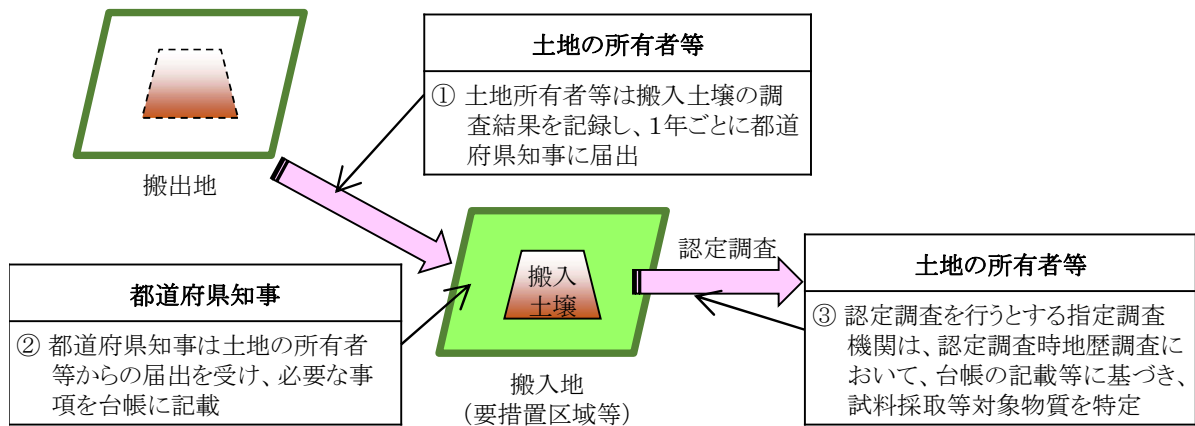 土地の所有者等
① 土地所有者等は搬入土壌の調
査結果を記録し、1年ごとに都道
府県知事に届出
搬出地
都道府県知事
② 都道府県知事は土地の所有者
等からの届出を受け、必要な事
項を台帳に記載
搬入
土壌
搬入地
（要措置区域等）
認定調査
土地の所有者等
③ 認定調査を行うとする指定調査
機関は、認定調査時地歴調査に
おいて、台帳の記載等に基づき、
試料採取等対象物質を特定